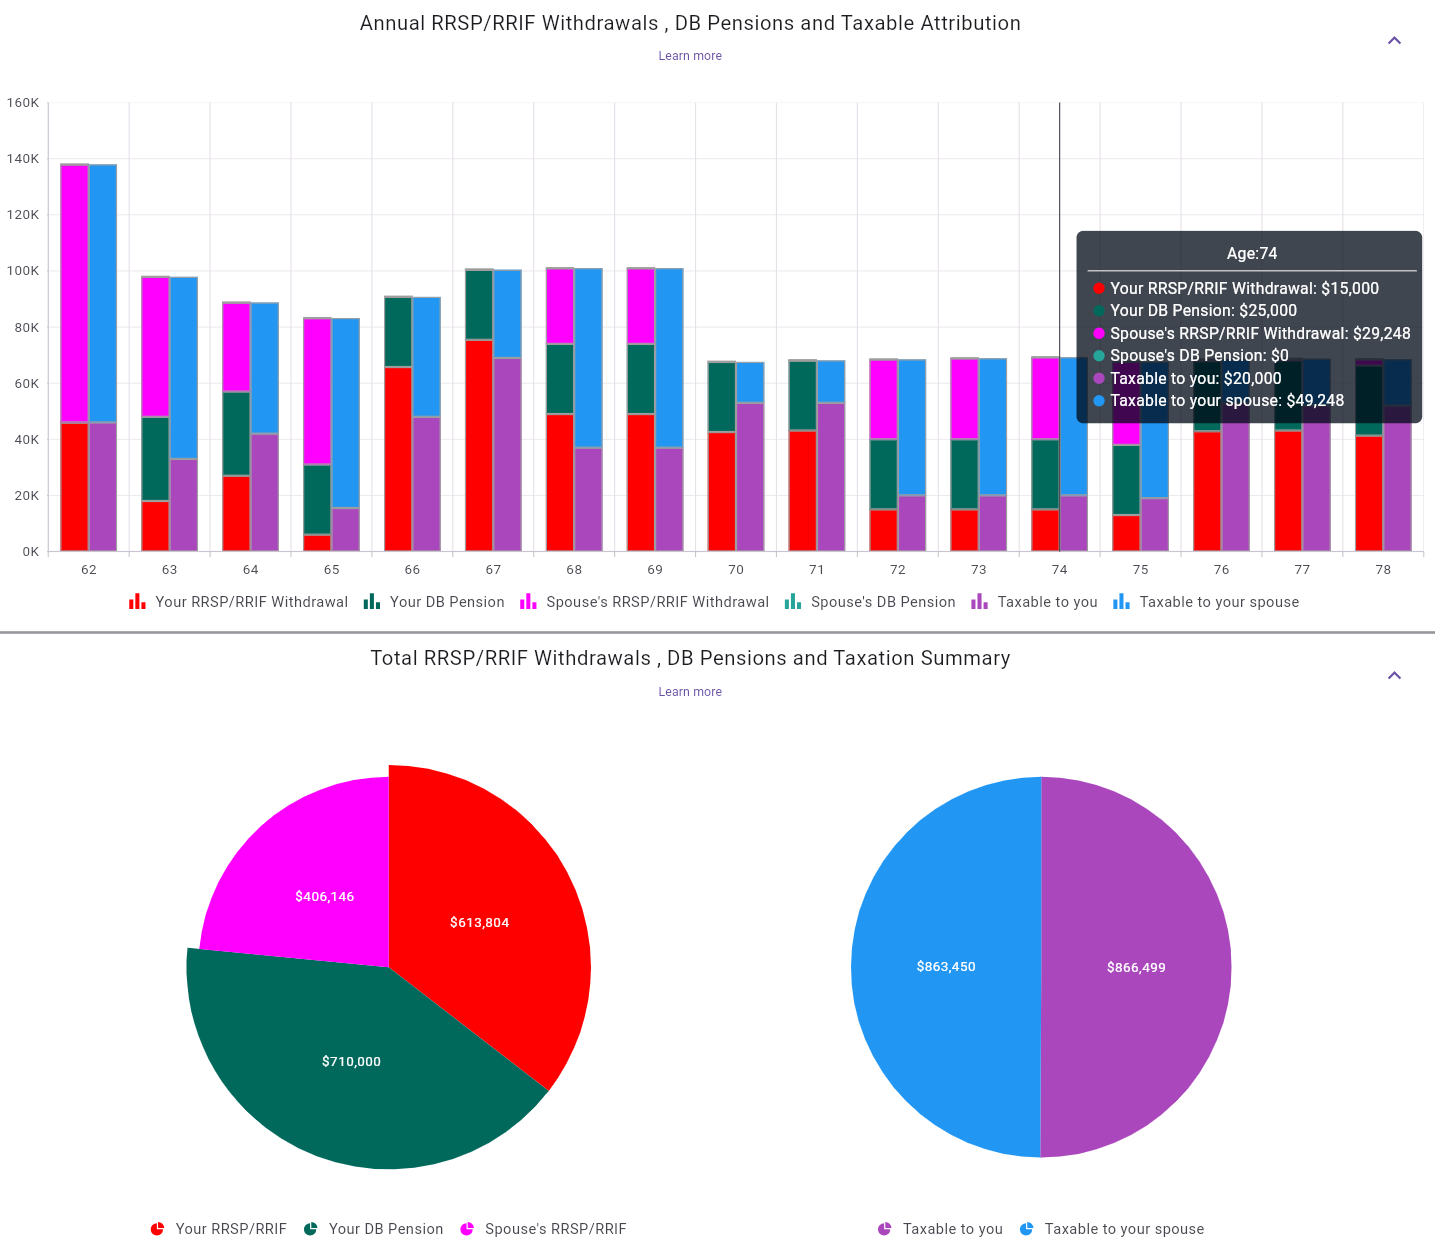 Annual RRSP/RRIF Withdrawals , DB Pensions and Taxable Attribution
Learn more
160K
140K
120K
100K
80K
60K
40K
20K
0K
Age:74
Your RRSP/RRIF Withdrawal: $15,000
Your DB Pension: $25,000
Spouse's RRSP/RRIF Withdrawal: $29,248
Spouse's DB Pension: $0
Taxable to you: $20,000
Taxable to your spouse: $49,248
62 63 64 65 66 67 68 69 70 71 72 73 74 75 76 77 78
Your RRSP/RRIF Withdrawal Your DB Pension Spouse's RRSP/RRIF Withdrawal Spouse's DB Pension Taxable to you Taxable to your spouse
Total RRSP/RRIF Withdrawals , DB Pensions and Taxation Summary
Learn more
$406,146
$613,804
$710,000
$863,450
$866,499
Your RRSP/RRIF Your DB Pension Spouse's RRSP/RRIF
Taxable to you Taxable to your spouse